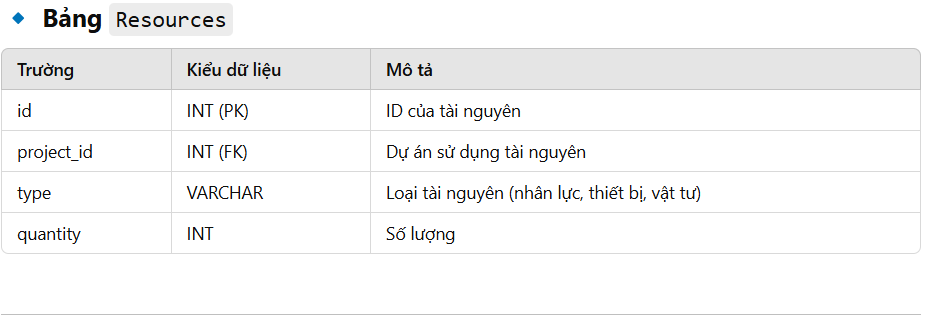 Bảng Resources
Trường Kiểu dữ liệu Mô tả
id INT (PK) ID của tài nguyên
project_id INT (FK) Dự án sử dụng tài nguyên
type VARCHAR Loại tài nguyên (nhân lực, thiết bị, vật tư)
quantity INT Số lượng